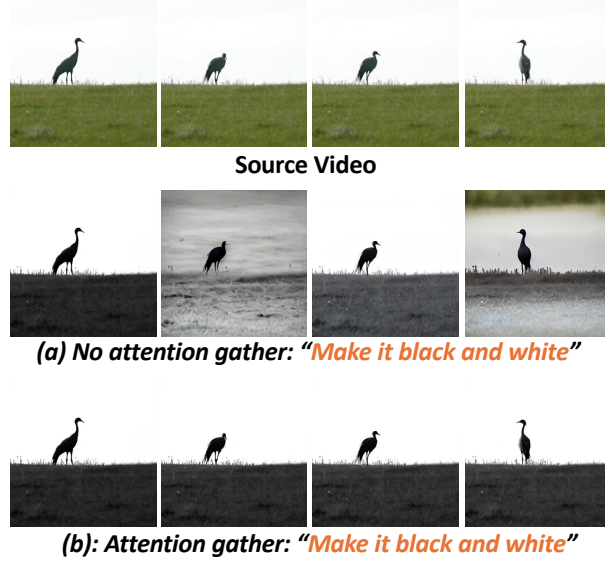 Source Video
(a) No attention gather: “Make it black and white”
(b): Attention gather: “Make it black and white”